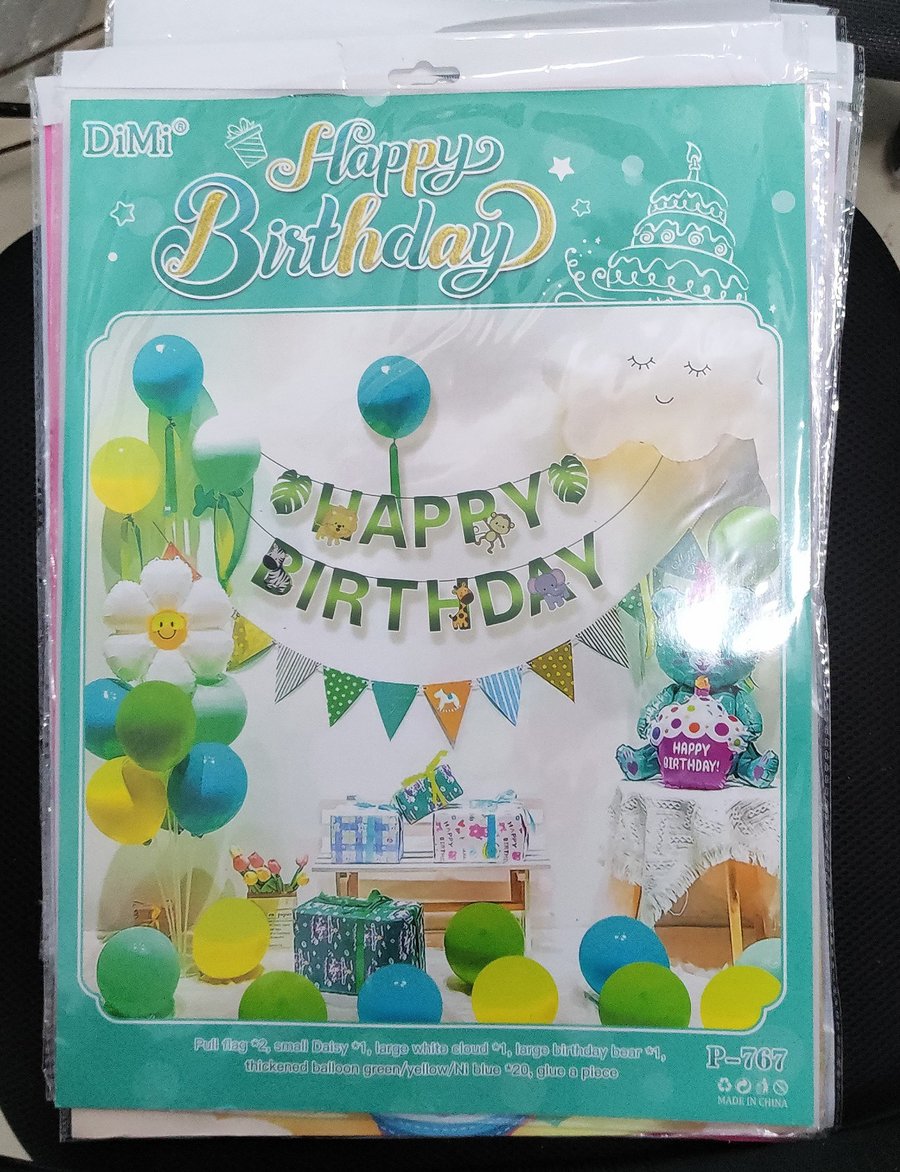 DiMi®
Happy
Birthday
HAPPY
BIRTHDAY
HAPPY
BIRTHDAY!
Pull flag *2, small Daisy *1, large white cloud *1, large birthday bear *1,
thickened balloon green/yellow/NI blue *20, glue a piece
P-767
MADE IN CHINA